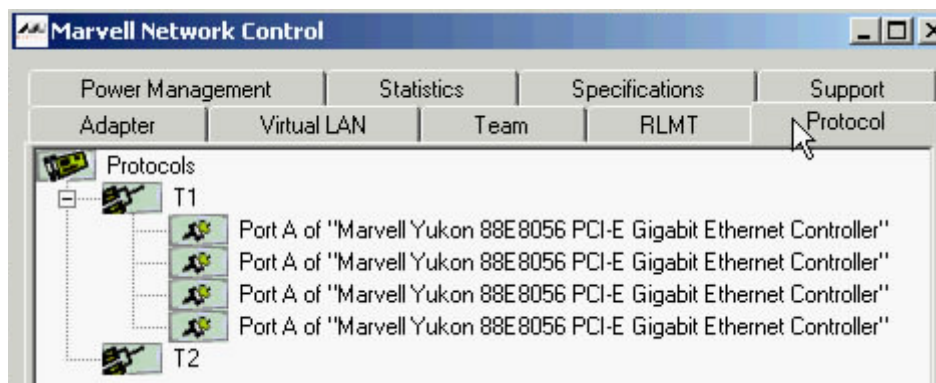 Marvell Network Control
Power Management Statistics Specifications Support
Adapter Virtual LAN Team RLMT Protocol
Protocols
T1
Port A of "Marvell Yukon 88E8056 PCI-E Gigabit Ethernet Controller"
Port A of "Marvell Yukon 88E8056 PCI-E Gigabit Ethernet Controller"
Port A of "Marvell Yukon 88E8056 PCI-E Gigabit Ethernet Controller"
Port A of "Marvell Yukon 88E8056 PCI-E Gigabit Ethernet Controller"
T2